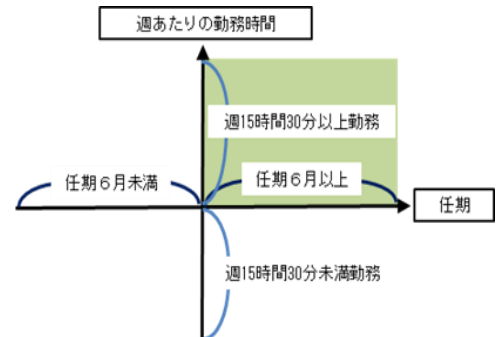 週あたりの勤務時間
週15時間30分以上勤務
任期６月未満
任期６月以上
任期
週15時間30分未満勤務